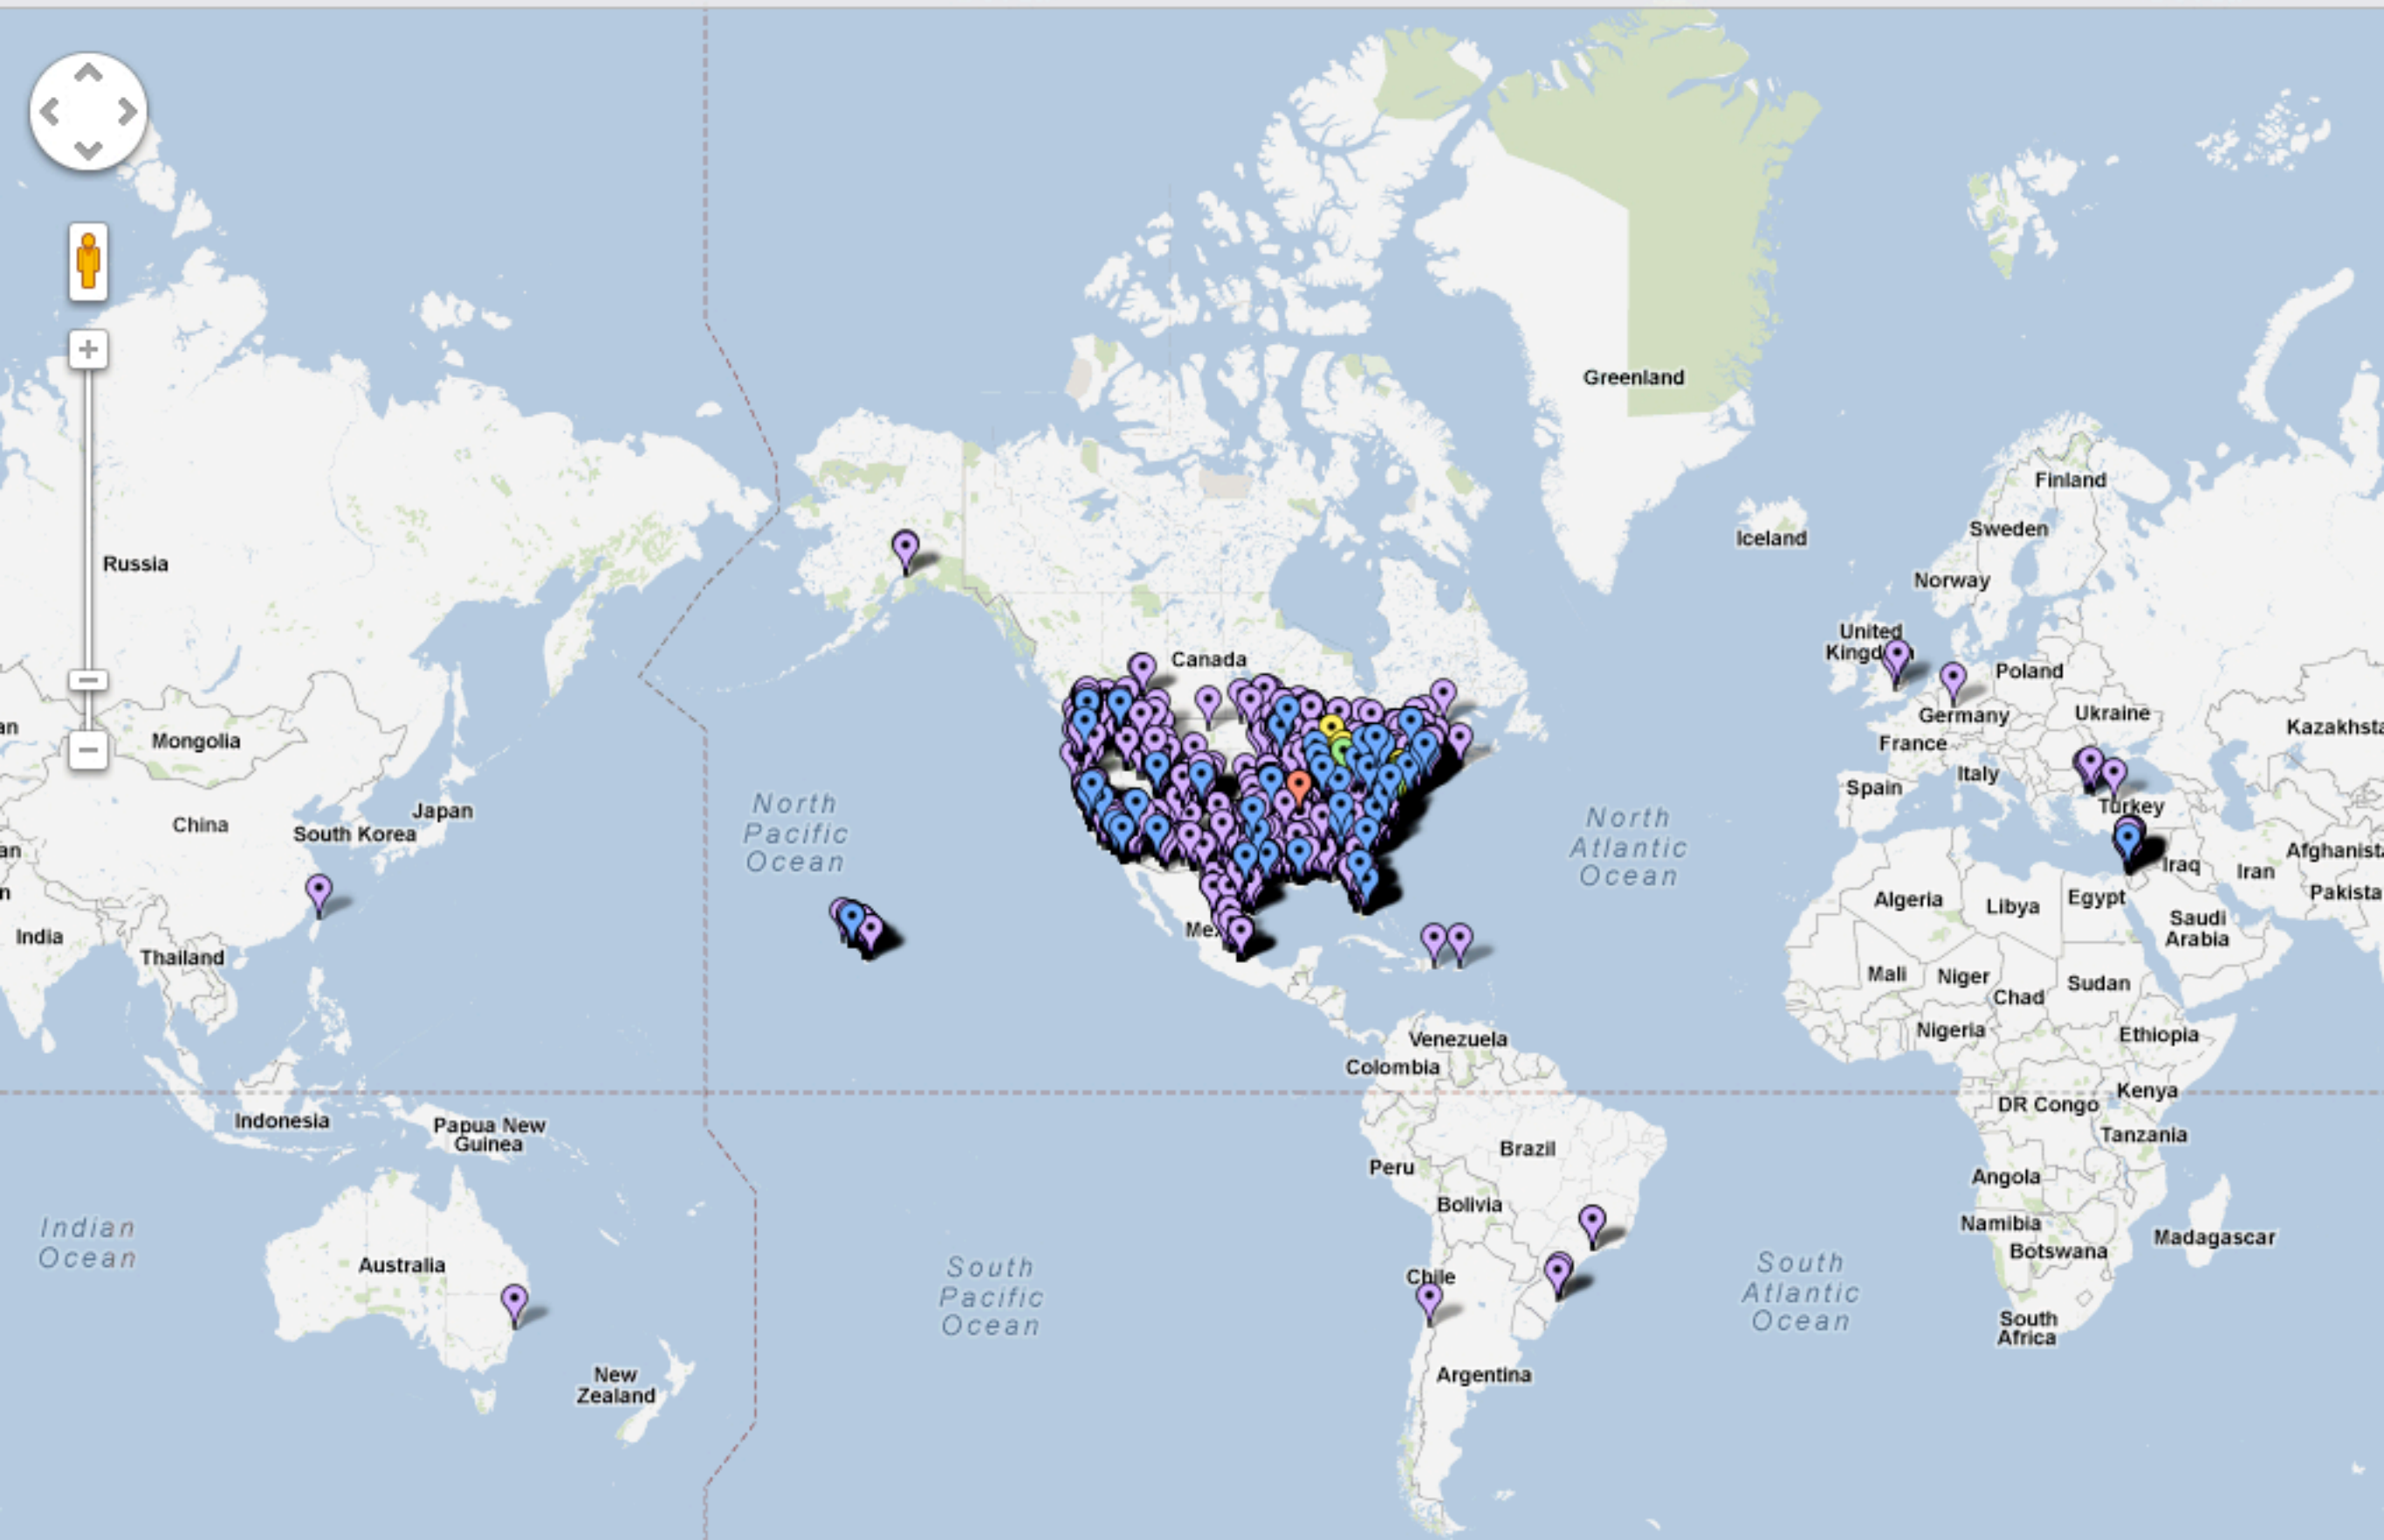 Greenland
Finland
Iceland
Sweden
Russia
Norway
United
Kingd
Canada
Poland
Germany
Ukraine
Mongolia
Kazakhsta
France
Italy
Spain
North
Pacific
Ocean
Turkey
Japan
China
South Korea
North
Atlantic
Ocean
Afghanist
Iraq
Iran
Pakista
Algeria
Libya
Egypt
Saudi
Arabia
India
Thailand
Mali
Niger
Chad
Sudan
Nigeria
Ethiopia
Venezuela
Colombia
Kenya
DR Congo
Indonesia
Papua New
Guinea
Tanzania
Brazil
Peru
Angola
Bolivia
Indian
Ocean
Namibia
Madagascar
Botswana
Australia
South
Pacific
Ocean
Chile
South
Atlantic
Ocean
South
Africa
New
Zealand
Argentina